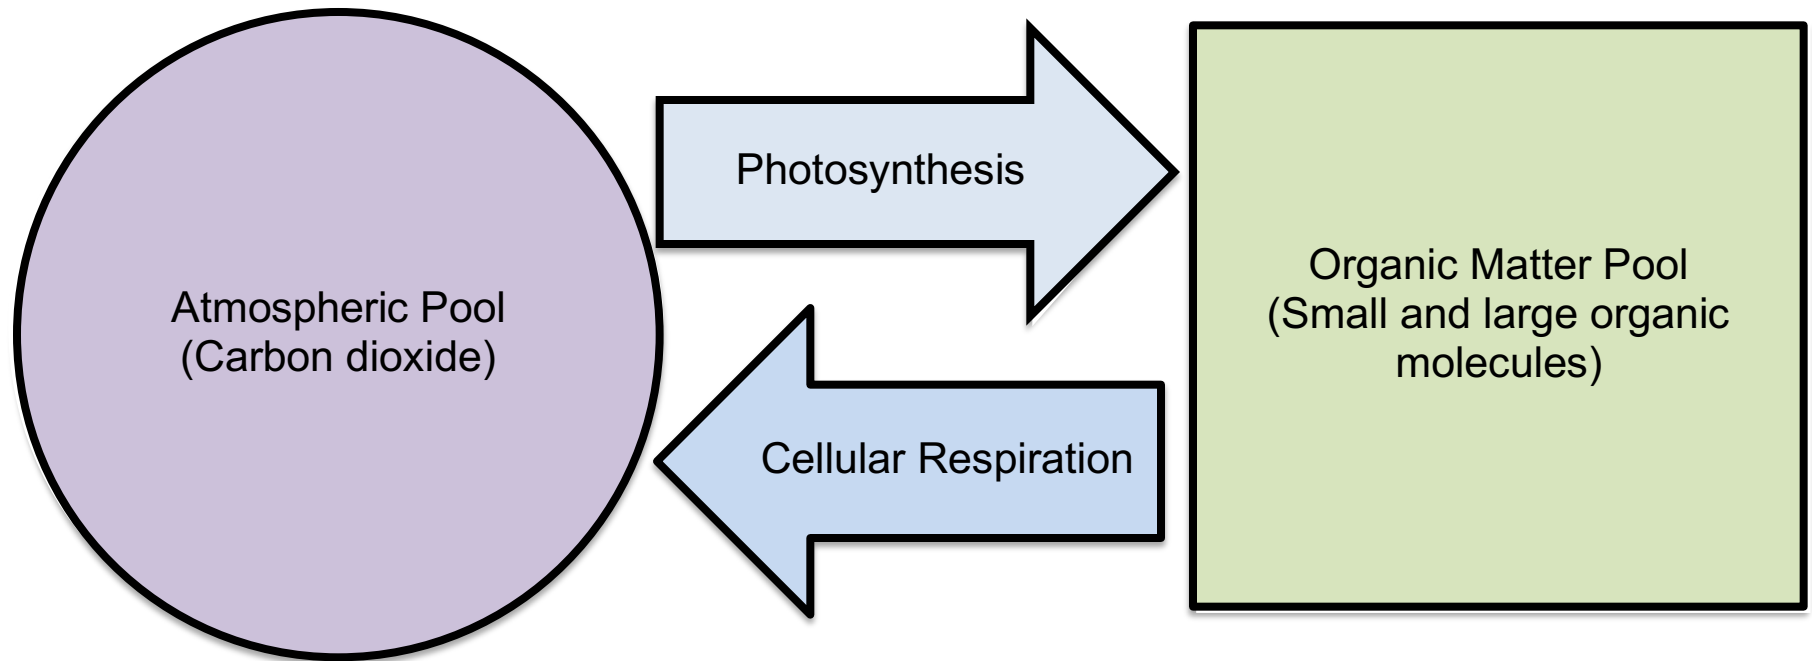 Atmospheric Pool
(Carbon dioxide)
Photosynthesis
Cellular Respiration
Organic Matter Pool
(Small and large organic
molecules)